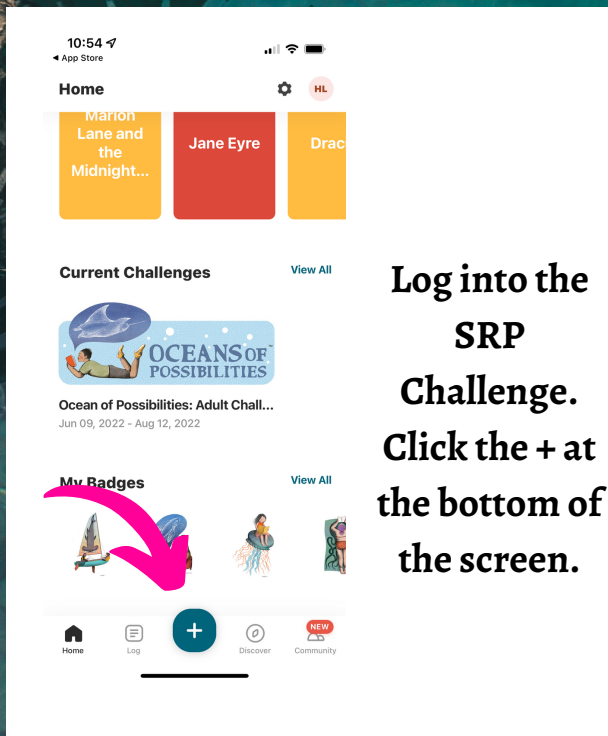 10:54
App Store
Home
HL
Marion
Lane and
the
Midnight...
Jane Eyre
Drac
Current Challenges
View All
OCEANS OF
POSSIBILITIES
Ocean of Possibilities: Adult Chall...
Jun 09, 2022 - Aug 12, 2022
My Badges
View All
Home
Log
+
Discover
NEW
Community
Log into the
SRP
Challenge.
Click the + at
the bottom of
the screen.